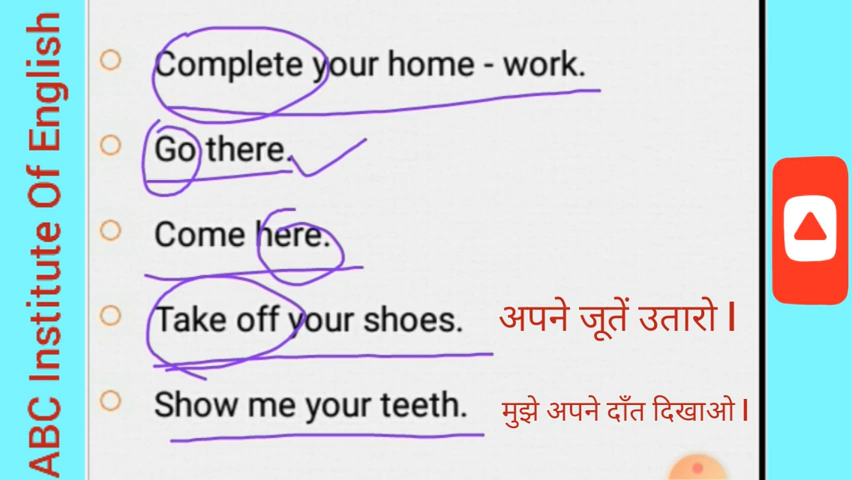 ABC Institute Of English
Complete your home - work.
Go there.
Come here.
Take off your shoes. अपने जूतें उतारो l
Show me your teeth. मुझे अपने दाँत दिखाओ l